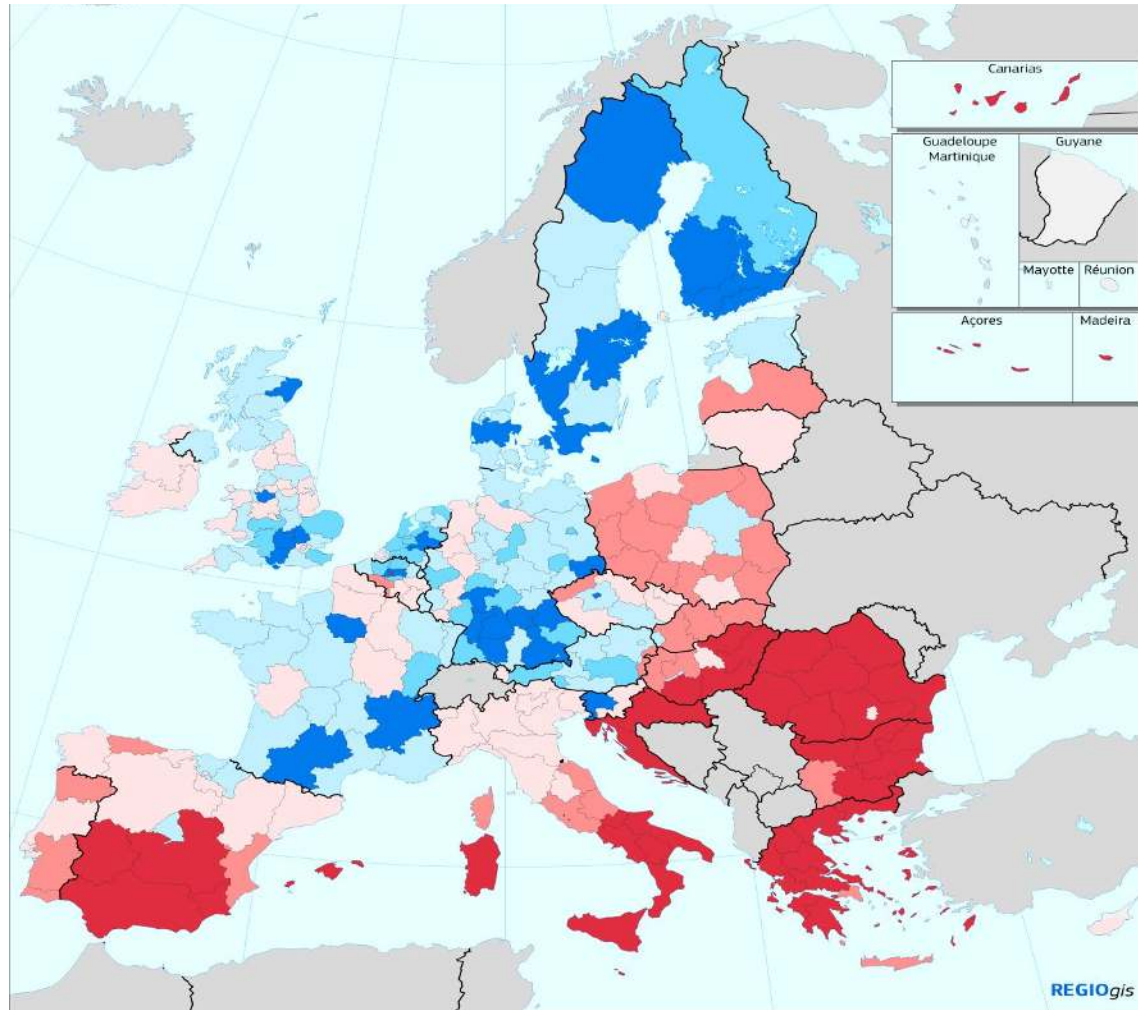 Canarias
Guadeloupe
Martinique
Guyane
Mayotte
Réunion
Açores
Madeira
REGIOgis